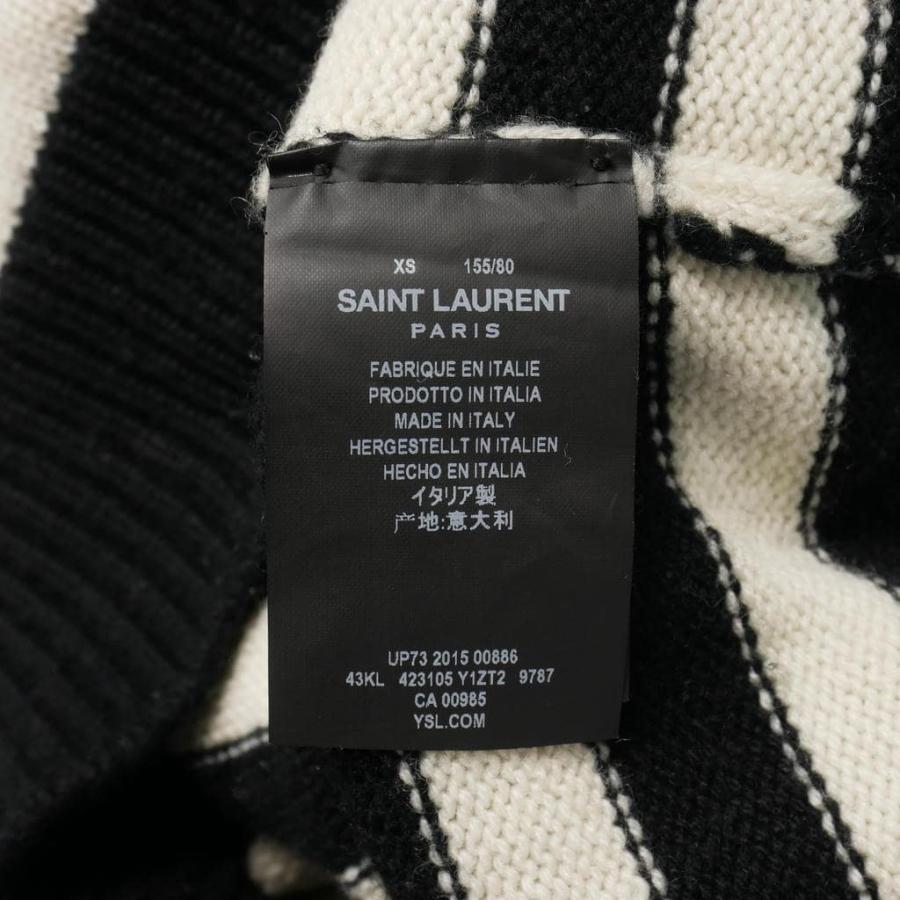 XS 155/80
SAINT LAURENT
PARIS
FABRIQUE EN ITALIE
PRODOTTO IN ITALIA
MADE IN ITALY
HERGESTELLT IN ITALIEN
HECHO EN ITALIA
イタリア製
产地:意大利
UP73 2015 00886
43KL 423105 Y1ZT2 9787
CA 00985
YSL.COM